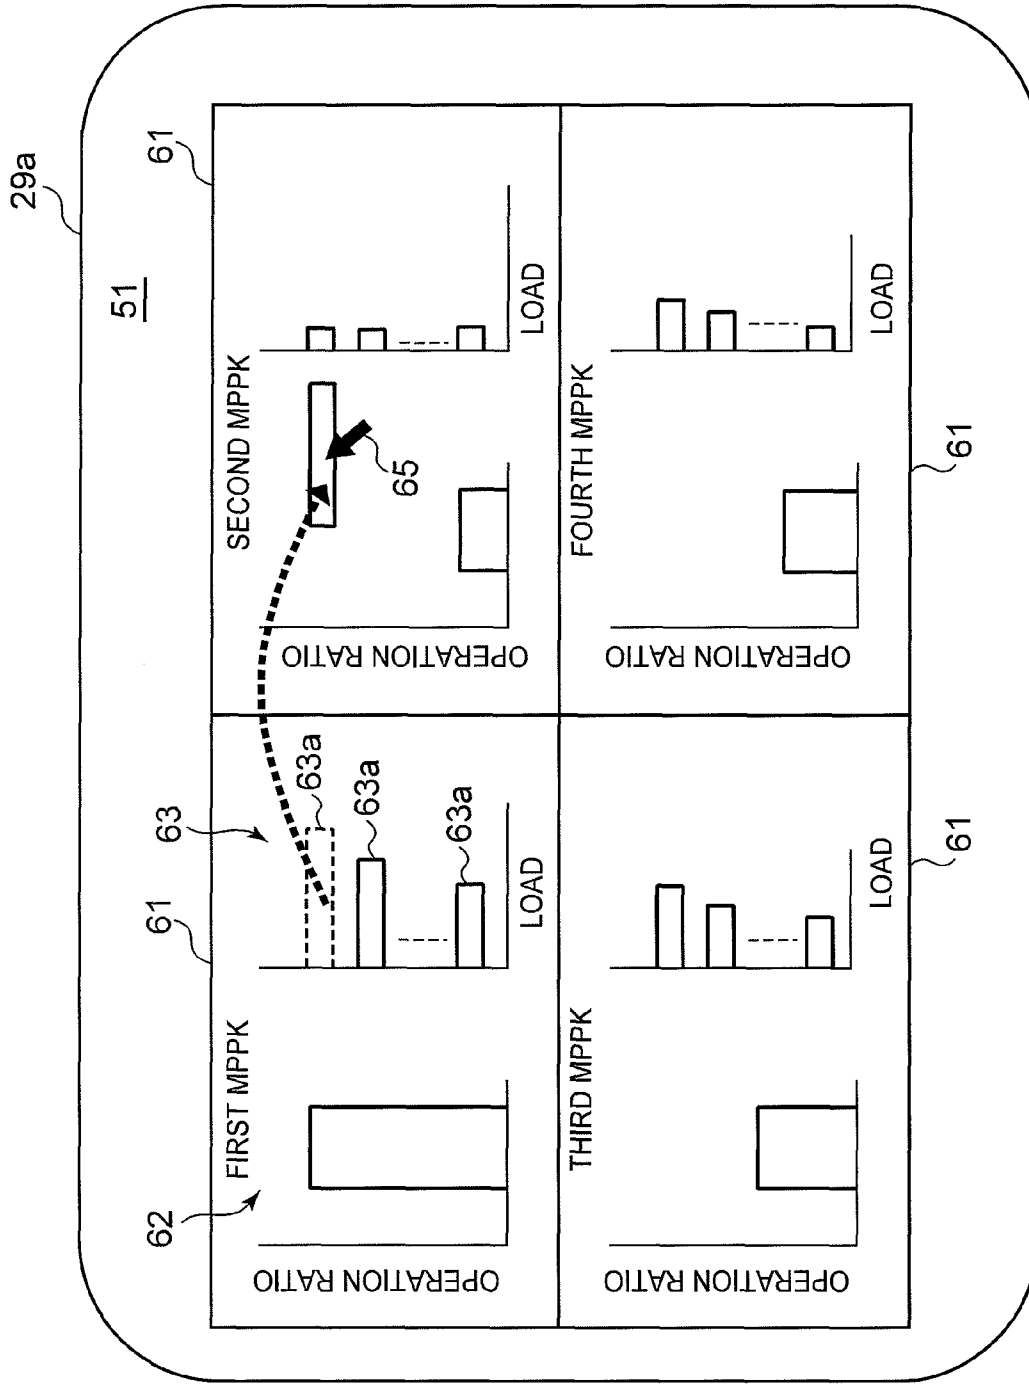 29a
51
61
61
FIRST MPPK
62
63
63a
63a
63a
OPERATION RATIO
LOAD
SECOND MPPK
65
OPERATION RATIO
LOAD
THIRD MPPK
OPERATION RATIO
LOAD
61
FOURTH MPPK
OPERATION RATIO
LOAD
61